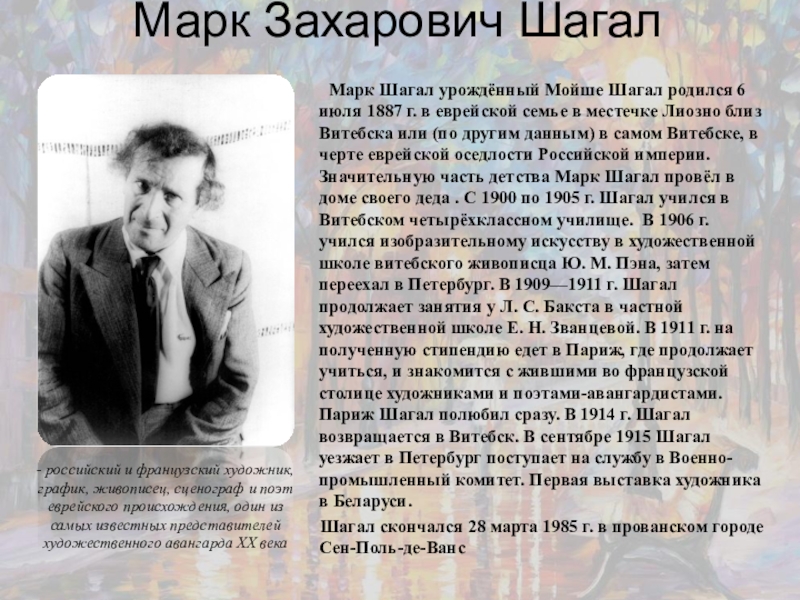 Марк Захарович Шагал
Марк Шагал урождённый Мойше Шагал родился 6
июля 1887 г. в еврейской семье в местечке Лиозно близ
Витебска или (по другим данным) в самом Витебске, в
черте еврейской оседлости Российской империи.
Значительную часть детства Марк Шагал провёл в
доме своего деда . С 1900 по 1905 г. Шагал учился в
Витебском четырёхклассном училище. В 1906 г.
учился изобразительному искусству в художественной
школе витебского живописца Ю. М. Пэна, затем
переехал в Петербург. В 1909—1911 г. Шагал
продолжает занятия у Л. С. Бакста в частной
художественной школе Е. Н. Званцевой. В 1911 г. на
полученную стипендию едет в Париж, где продолжает
учиться, и знакомится с жившими во французской
столице художниками и поэтами-авангардистами.
Париж Шагал полюбил сразу. В 1914 г. Шагал
возвращается в Витебск. В сентябре 1915 Шагал
уезжает в Петербург поступает на службу в Военно-
промышленный комитет. Первая выставка художника
в Беларуси.
Шагал скончался 28 марта 1985 г. в прованском городе
Сен-Поль-де-Ванс
- российский и французский художник,
график, живописец, сценограф и поэт
еврейского происхождения, один из
самых известных представителей
художественного авангарда XX века